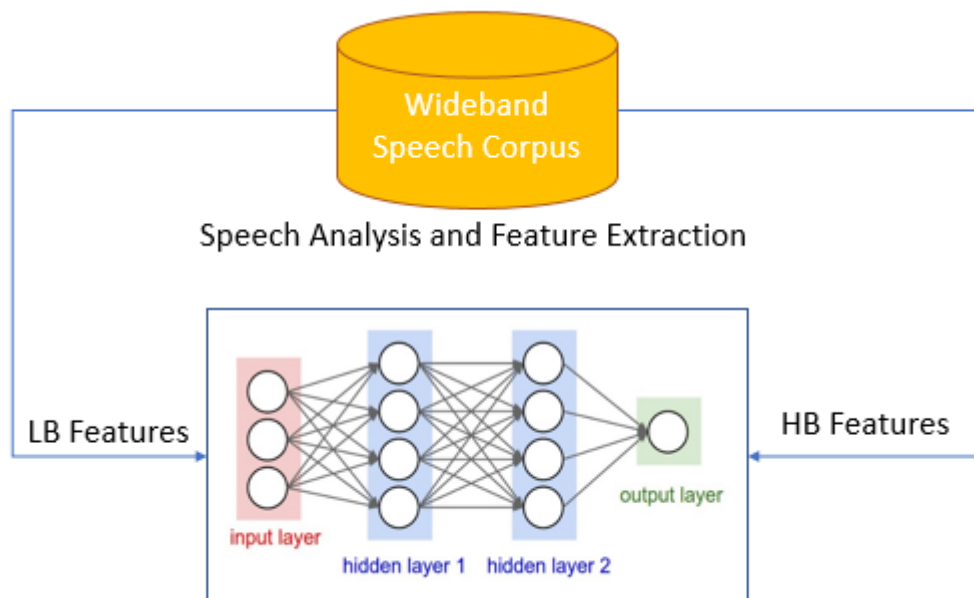 Wideband
Speech Corpus
Speech Analysis and Feature Extraction
LB Features
HB Features
input layer
hidden layer 1
hidden layer 2
output layer